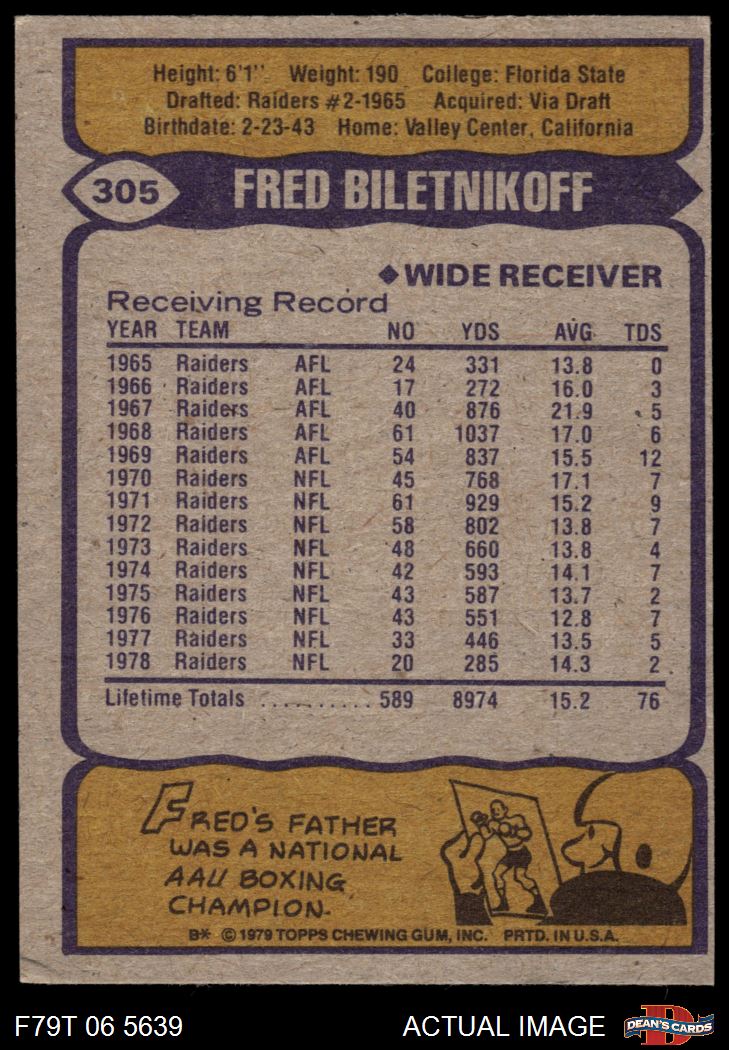 Height: 6'1" Weight: 190 College: Florida State
Drafted: Raiders #2-1965 Acquired: Via Draft
Birthdate: 2-23-43 Home: Valley Center, California
305 FRED BILETNIKOFF
◆WIDE RECEIVER
Receiving Record
YEAR TEAM NO YDS AVG TDS
1965 Raiders AFL 24 331 13.8 0
1966 Raiders AFL 17 272 16.0 3
1967 Raiders AFL 40 876 21.9 5
1968 Raiders AFL 61 1037 17.0 6
1969 Raiders AFL 54 837 15.5 12
1970 Raiders NFL 45 768 17.1 7
1971 Raiders NFL 61 929 15.2 9
1972 Raiders NFL 58 802 13.8 7
1973 Raiders NFL 48 660 13.8 4
1974 Raiders NFL 42 593 14.1 7
1975 Raiders NFL 43 587 13.7 2
1976 Raiders NFL 43 551 12.8 7
1977 Raiders NFL 33 446 13.5 5
1978 Raiders NFL 20 285 14.3 2
Lifetime Totals .......... 589 8974 15.2 76
FRED'S FATHER
WAS A NATIONAL
AAU BOXING
CHAMPION.
B* © 1979 TOPPS CHEWING GUM, INC. PRTD. IN U.S.A.
F79T 06 5639 ACTUAL IMAGE D DEAN'S CARDS